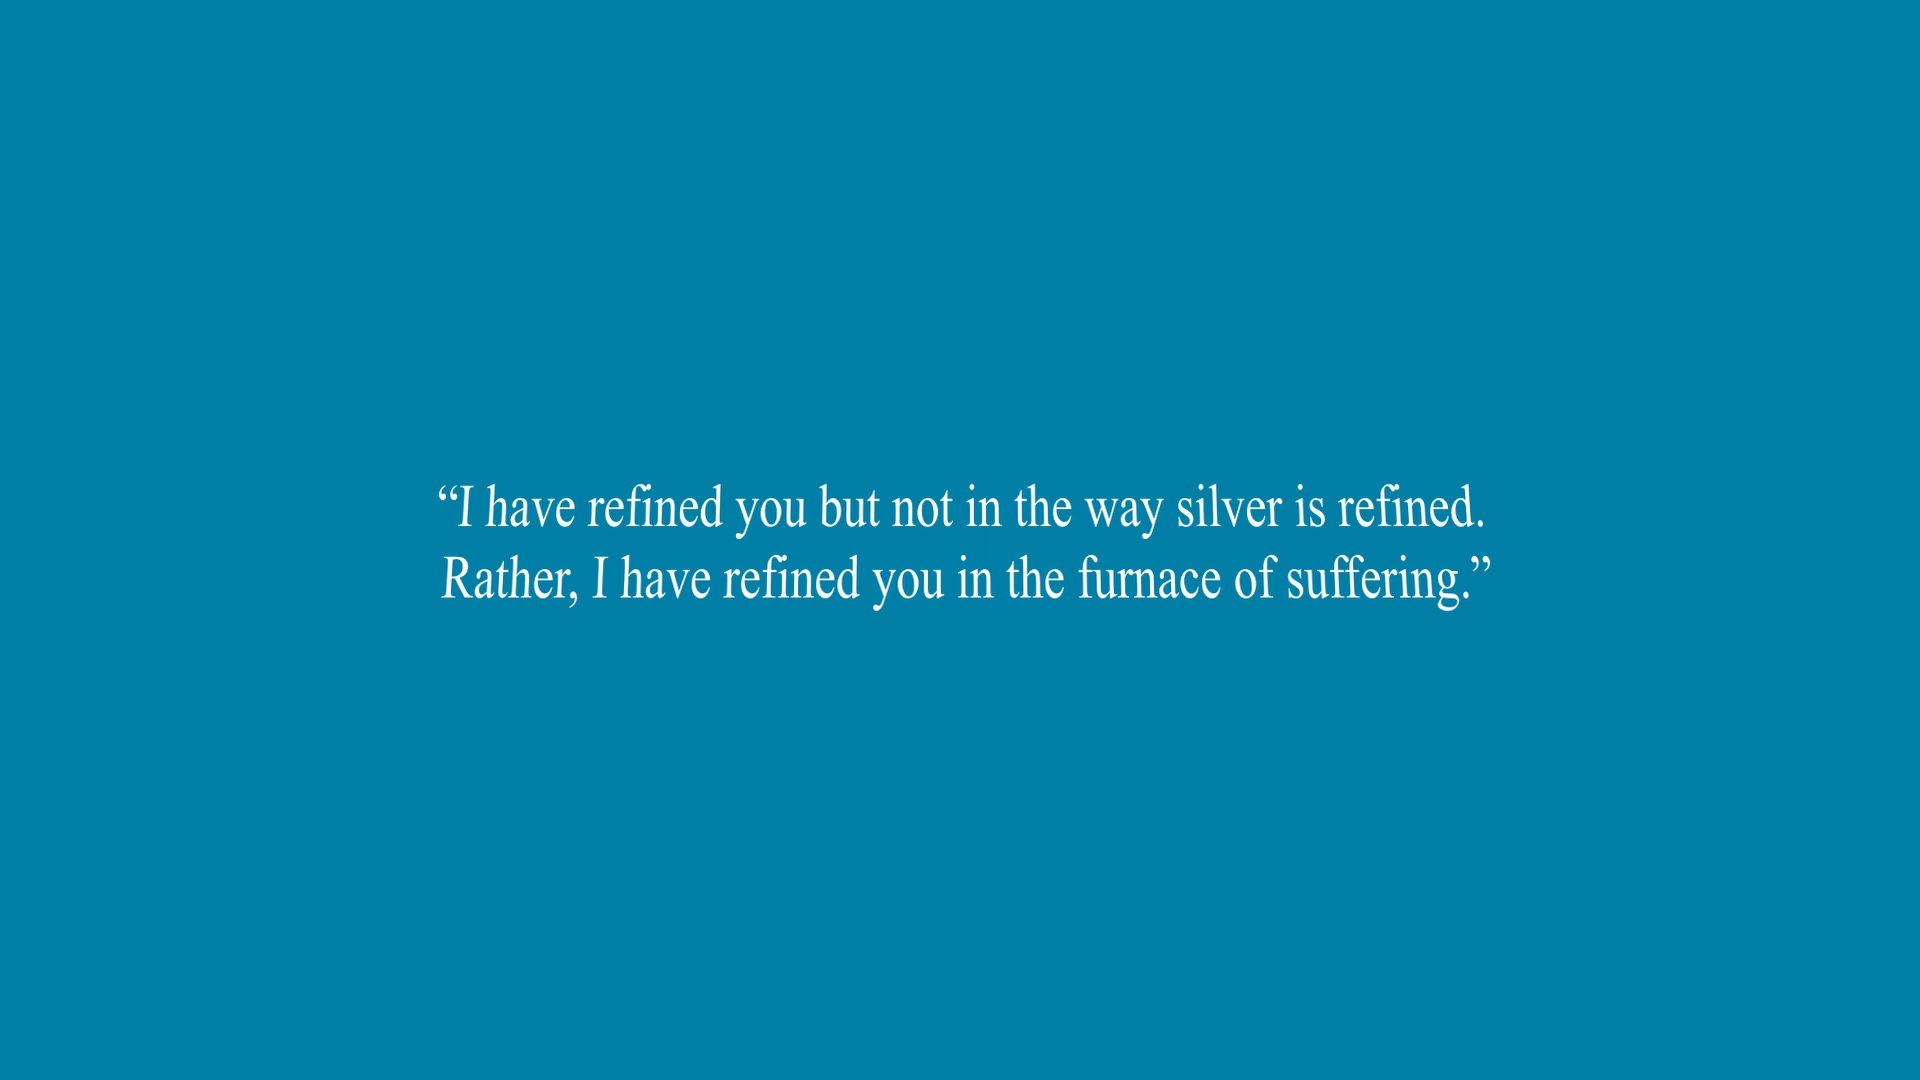 “I have refined you but not in the way silver is refined.
Rather, I have refined you in the furnace of suffering.”